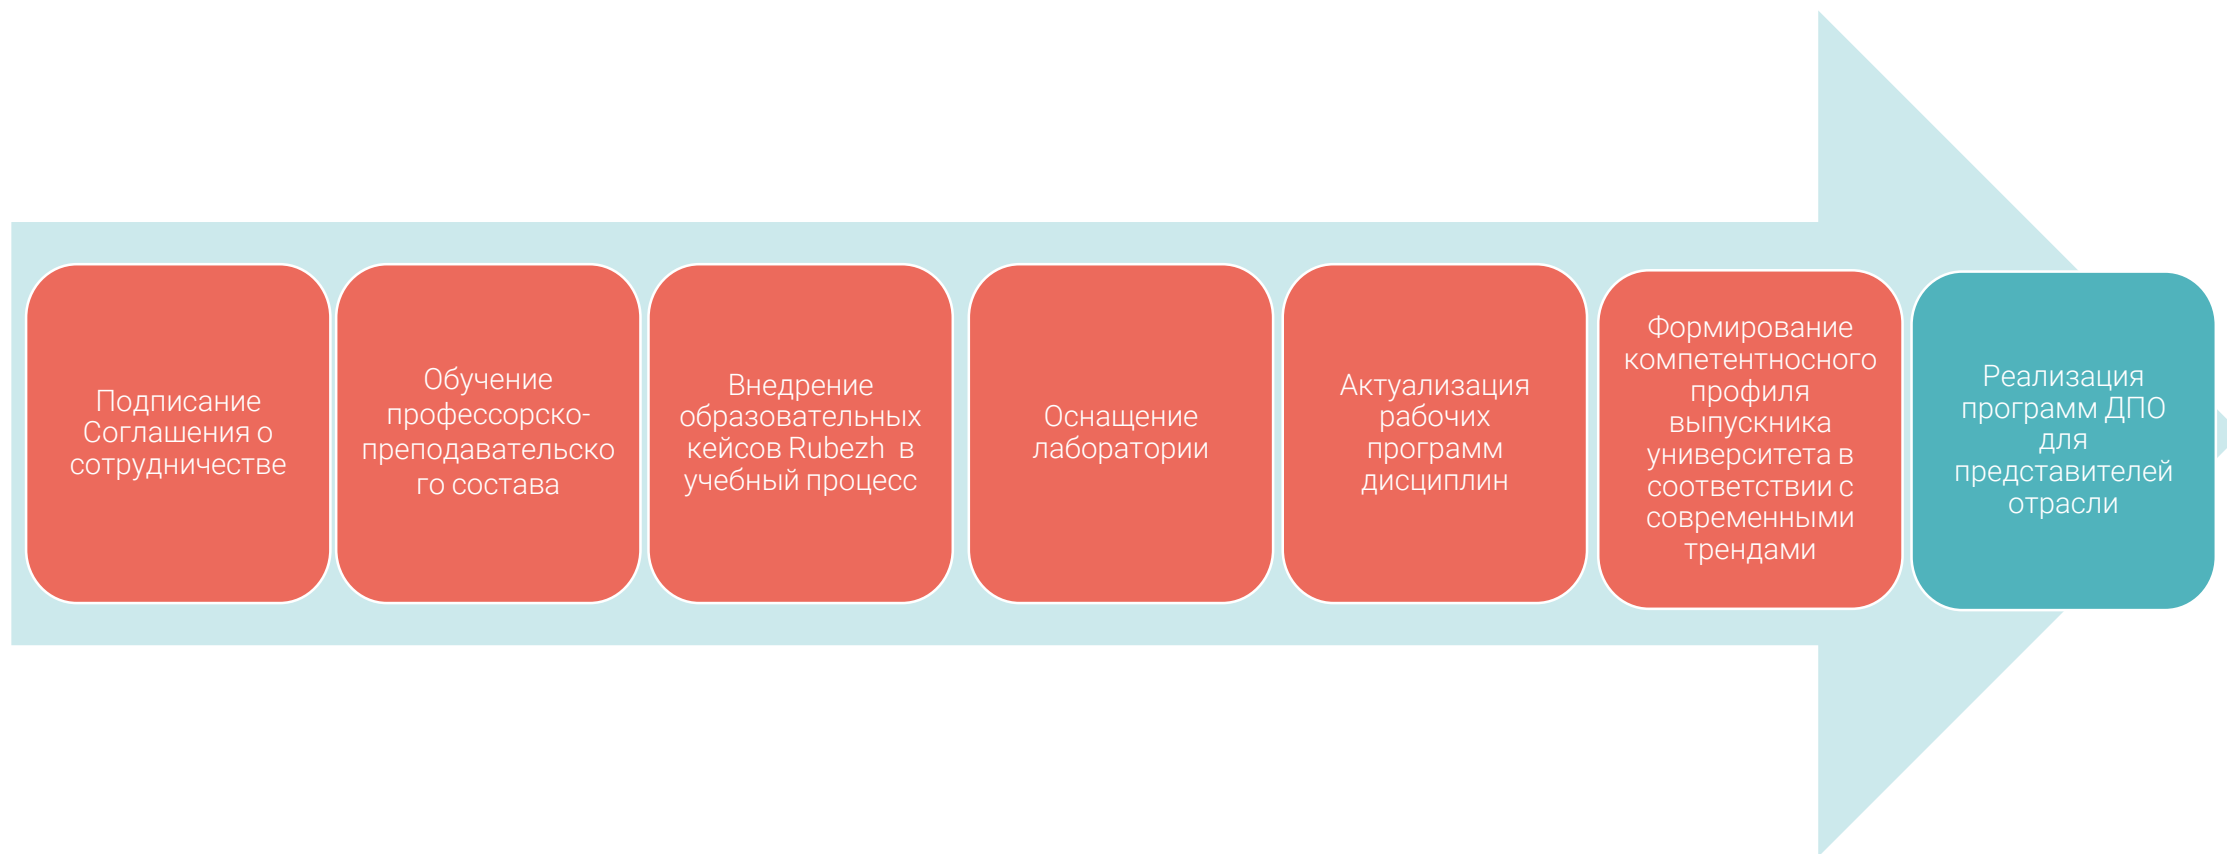 Подписание
Соглашения о
сотрудничестве
Обучение
профессорско-
преподавательско
го состава
Внедрение
образовательных
кейсов Rubezh  в
учебный процесс
Оснащение
лаборатории
Актуализация
рабочих
программ
дисциплин
Формирование
компетентносного
профиля
выпускника
университета в
соответствии с
современными
трендами
Реализация
программ ДПО
для
представителей
отрасли